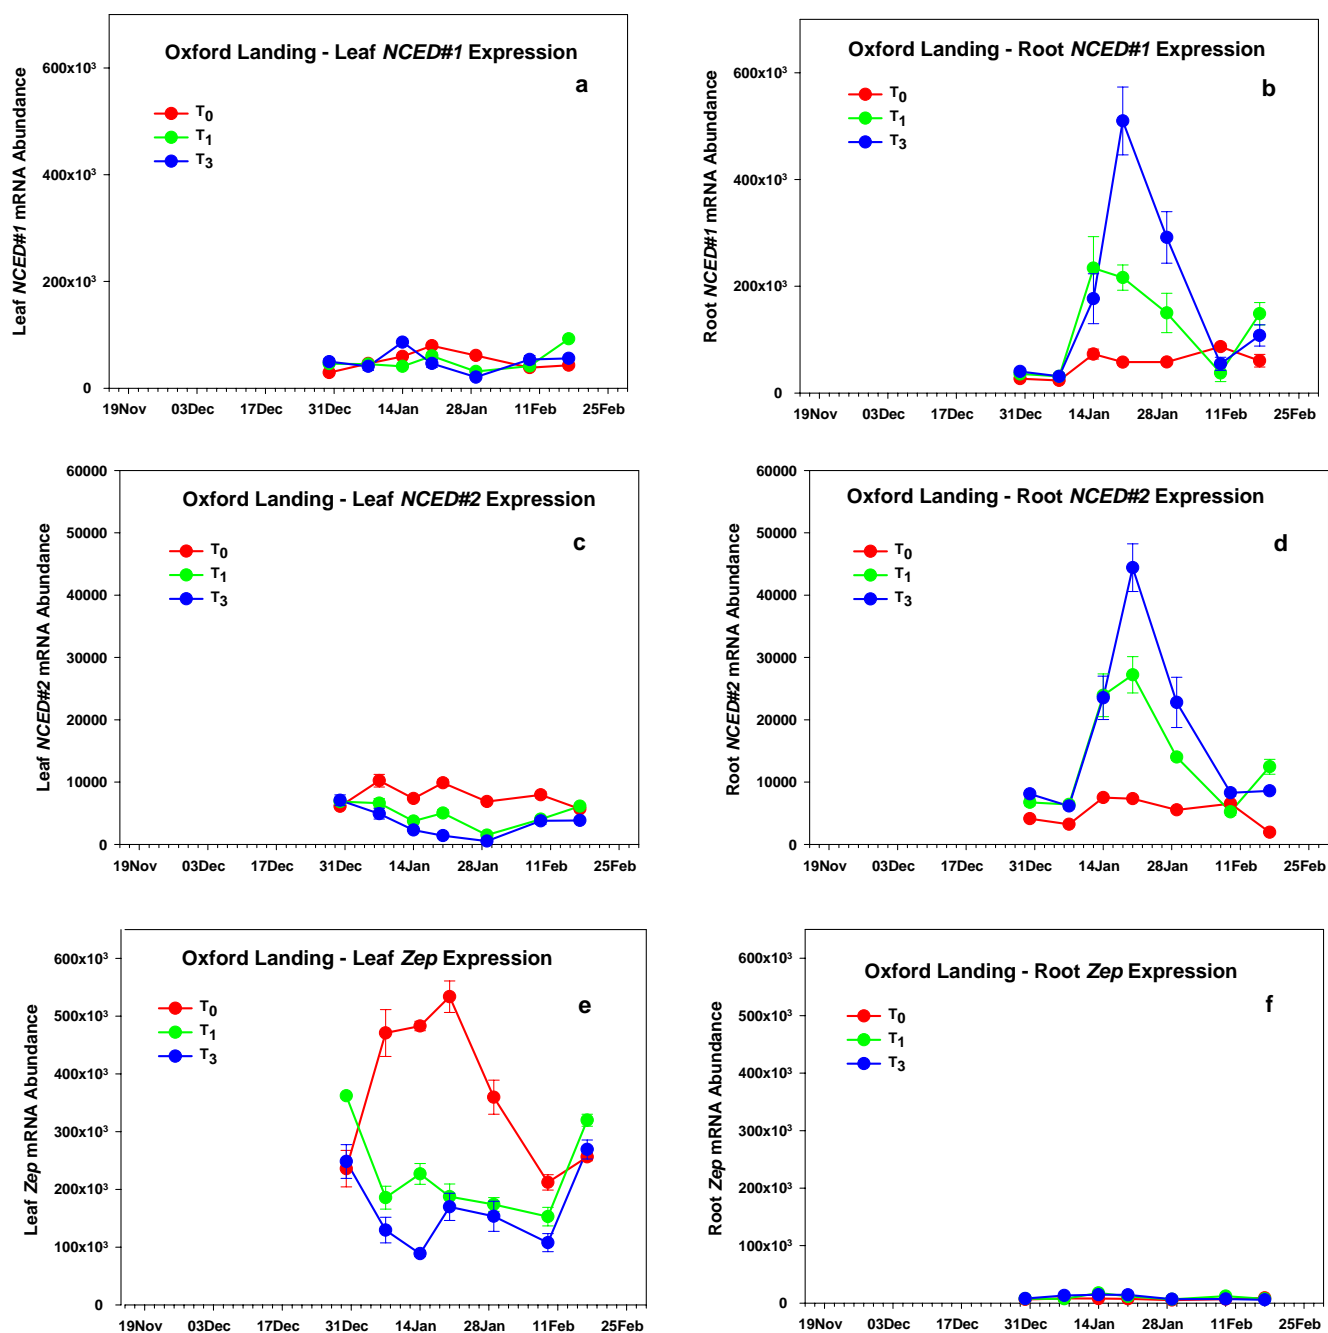 Oxford Landing - Leaf NCED#1 Expression
a
T0
T1
T3
Leaf NCED#1 mRNA Abundance
600x10³
400x10³
200x10³
0
19Nov 03Dec 17Dec 31Dec 14Jan 28Jan 11Feb 25Feb
Oxford Landing - Root NCED#1 Expression
b
T0
T1
T3
Root NCED#1 mRNA Abundance
600x10³
400x10³
200x10³
0
19Nov 03Dec 17Dec 31Dec 14Jan 28Jan 11Feb 25Feb
Oxford Landing - Leaf NCED#2 Expression
c
T0
T1
T3
Leaf NCED#2 mRNA Abundance
60000
50000
40000
30000
20000
10000
0
19Nov 03Dec 17Dec 31Dec 14Jan 28Jan 11Feb 25Feb
Oxford Landing - Root NCED#2 Expression
d
T0
T1
T3
Root NCED#2 mRNA Abundance
60000
50000
40000
30000
20000
10000
0
19Nov 03Dec 17Dec 31Dec 14Jan 28Jan 11Feb 25Feb
Oxford Landing - Leaf Zep Expression
e
T0
T1
T3
Leaf Zep mRNA Abundance
600x10³
500x10³
400x10³
300x10³
200x10³
100x10³
0
19Nov 03Dec 17Dec 31Dec 14Jan 28Jan 11Feb 25Feb
Oxford Landing - Root Zep Expression
f
T0
T1
T3
Root Zep mRNA Abundance
600x10³
500x10³
400x10³
300x10³
200x10³
100x10³
0
19Nov 03Dec 17Dec 31Dec 14Jan 28Jan 11Feb 25Feb